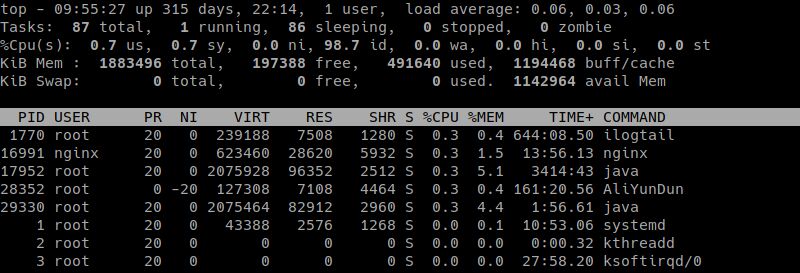 top - 09:55:27 up 315 days, 22:14,  1 user,  load average: 0.06, 0.03, 0.06
Tasks:  87 total,   1 running,  86 sleeping,   0 stopped,   0 zombie
%Cpu(s):  0.7 us,  0.7 sy,  0.0 ni, 98.7 id,  0.0 wa,  0.0 hi,  0.0 si,  0.0 st
KiB Mem :  1883496 total,   197388 free,   491640 used,  1194468 buff/cache
KiB Swap:        0 total,        0 free,        0 used.  1142964 avail Mem
  PID USER      PR  NI    VIRT    RES    SHR S %CPU %MEM     TIME+ COMMAND
 1770 root      20   0  239188   7508   1280 S  0.3  0.4 644:08.50 ilogtail
16991 nginx     20   0  623460  28620   5932 S  0.3  1.5  13:56.13 nginx
17952 root      20   0 2075928  96352   2512 S  0.3  5.1   3414:43 java
28352 root       0 -20  127308   7108   4464 S  0.3  0.4 161:20.56 AliYunDun
29330 root      20   0 2075464  82912   2960 S  0.3  4.4   1:56.61 java
    1 root      20   0   43388   2576   1268 S  0.0  0.1  10:53.06 systemd
    2 root      20   0       0      0      0 S  0.0  0.0   0:00.32 kthreadd
    3 root      20   0       0      0      0 S  0.0  0.0  27:58.20 ksoftirqd/0